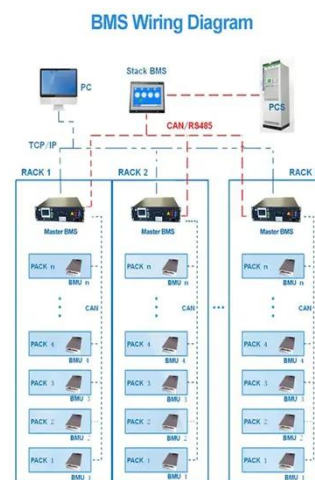 BMS Wiring Diagram
Stack BMS
PC
PCS
CAN/RS485
TCP/IP
RACK 1
RACK 2
RACK
Master BMS
Master BMS
Master BMS
PACK n
BMU n
PACK n
BMU n
PACK n
BMU n
CAN
CAN
CAN
PACK 4
BMU 4
PACK 4
BMU 4
PACK 4
BMU 4
PACK 3
BMU 3
PACK 3
BMU 3
PACK 3
BMU 3
PACK 2
BMU 2
PACK 2
BMU 2
PACK 2
BMU 2
PACK 1
BMU 1
PACK 1
BMU 1
PACK 1
BMU 1